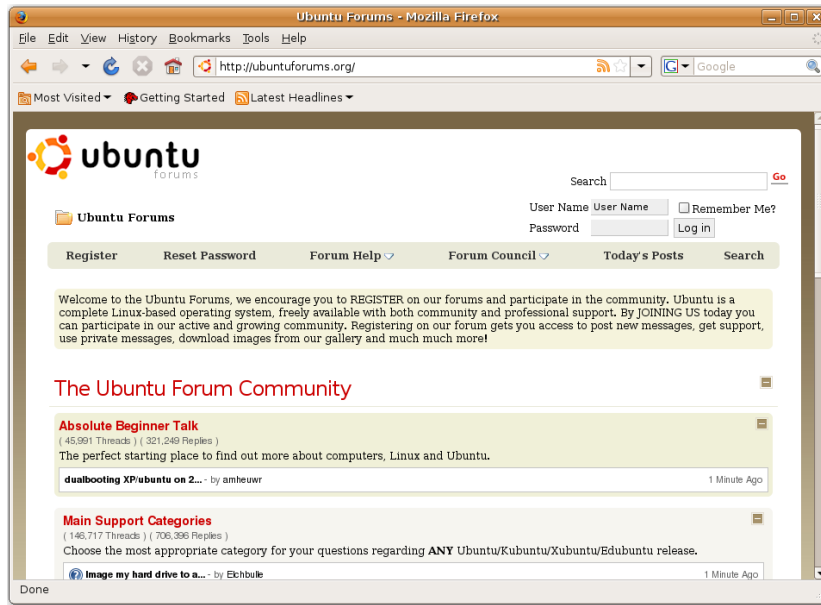 Ubuntu Forums - Mozilla Firefox
File Edit View History Bookmarks Tools Help
http://ubuntuforums.org/ Google
Most Visited Getting Started Latest Headlines
ubuntu
forums
Search Go
User Name User Name Remember Me?
Ubuntu Forums
Password Log in
Register Reset Password Forum Help Forum Council Today's Posts Search
Welcome to the Ubuntu Forums, we encourage you to REGISTER on our forums and participate in the community. Ubuntu is a
complete Linux-based operating system, freely available with both community and professional support. By JOINING US today you
can participate in our active and growing community. Registering on our forum gets you access to post new messages, get support,
use private messages, download images from our gallery and much much more!
The Ubuntu Forum Community
Absolute Beginner Talk
( 45,991 Threads ) ( 321,249 Replies )
The perfect starting place to find out more about computers, Linux and Ubuntu.
dualbooting XP/ubuntu on 2... - by amheuwr 1 Minute Ago
Main Support Categories
( 146,717 Threads ) ( 706,396 Replies )
Choose the most appropriate category for your questions regarding ANY Ubuntu/Kubuntu/Xubuntu/Edubuntu release.
Image my hard drive to a... - by Eichbulle 1 Minute Ago
Done